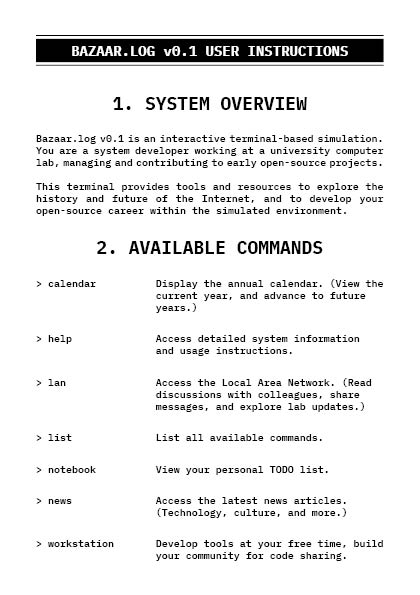 BAZAAR.LOG v0.1 USER INSTRUCTIONS
1. SYSTEM OVERVIEW
Bazaar.log v0.1 is an interactive terminal-based simulation.
You are a system developer working at a university computer
lab, managing and contributing to early open-source projects.
This terminal provides tools and resources to explore the
history and future of the Internet, and to develop your
open-source career within the simulated environment.
2. AVAILABLE COMMANDS
> calendar Display the annual calendar. (View the
current year, and advance to future
years.)
> help Access detailed system information
and usage instructions.
> lan Access the Local Area Network. (Read
discussions with colleagues, share
messages, and explore lab updates.)
> list List all available commands.
> notebook View your personal TODO list.
> news Access the latest news articles.
(Technology, culture, and more.)
> workstation Develop tools at your free time, build
your community for code sharing.